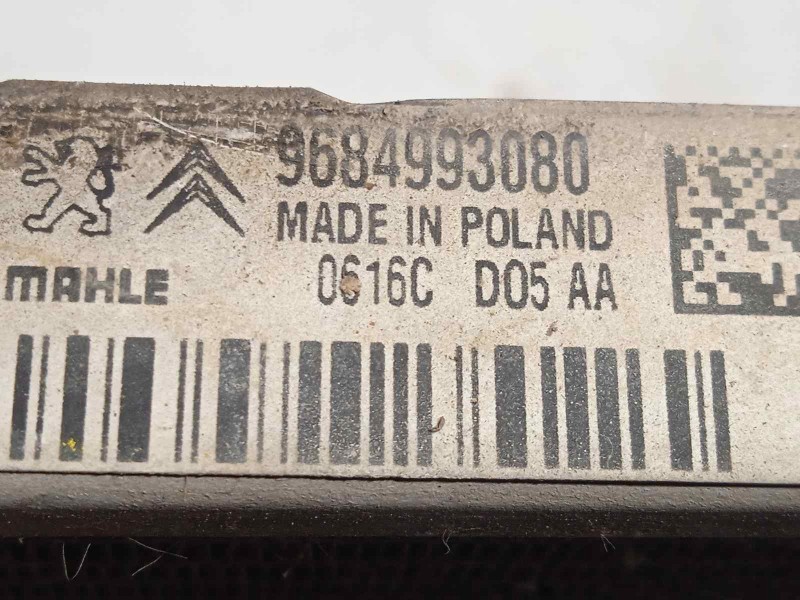 9684993080
MADE IN POLAND
MAHLE 0616C D05 AA